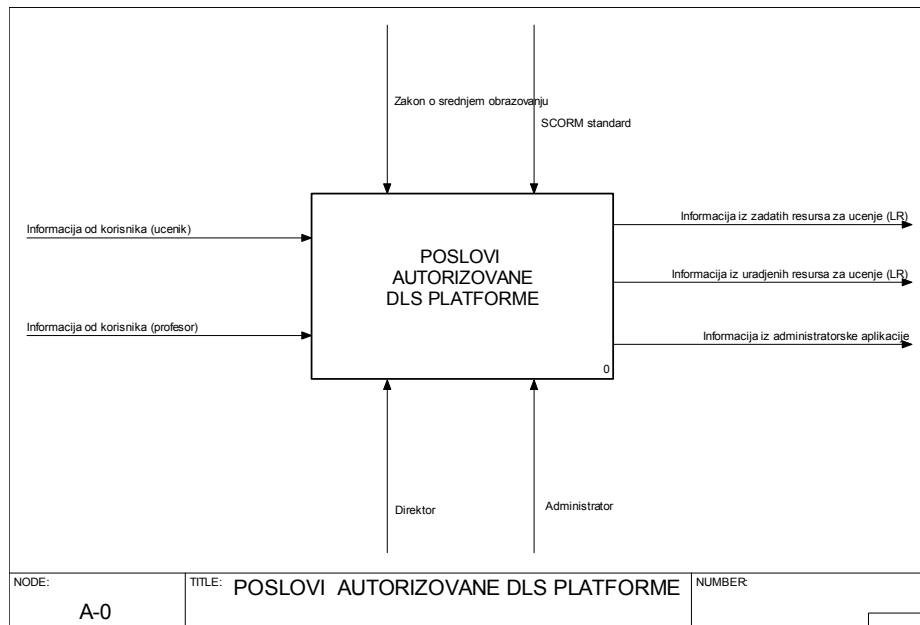 Zakon o srednjem obrazovanju
SCORM standard
Informacija od korisnika (ucenik)
Informacija od korisnika (profesor)
POSLOVI
AUTORIZOVANE
DLS PLATFORME
0
Informacija iz zadatih resursa za ucenje (LR)
Informacija iz uradjenih resursa za ucenje (LR)
Informacija iz administratorske aplikacije
Direktor
Administrator
NODE:
A-0
TITLE: POSLOVI AUTORIZOVANE DLS PLATFORME
NUMBER: